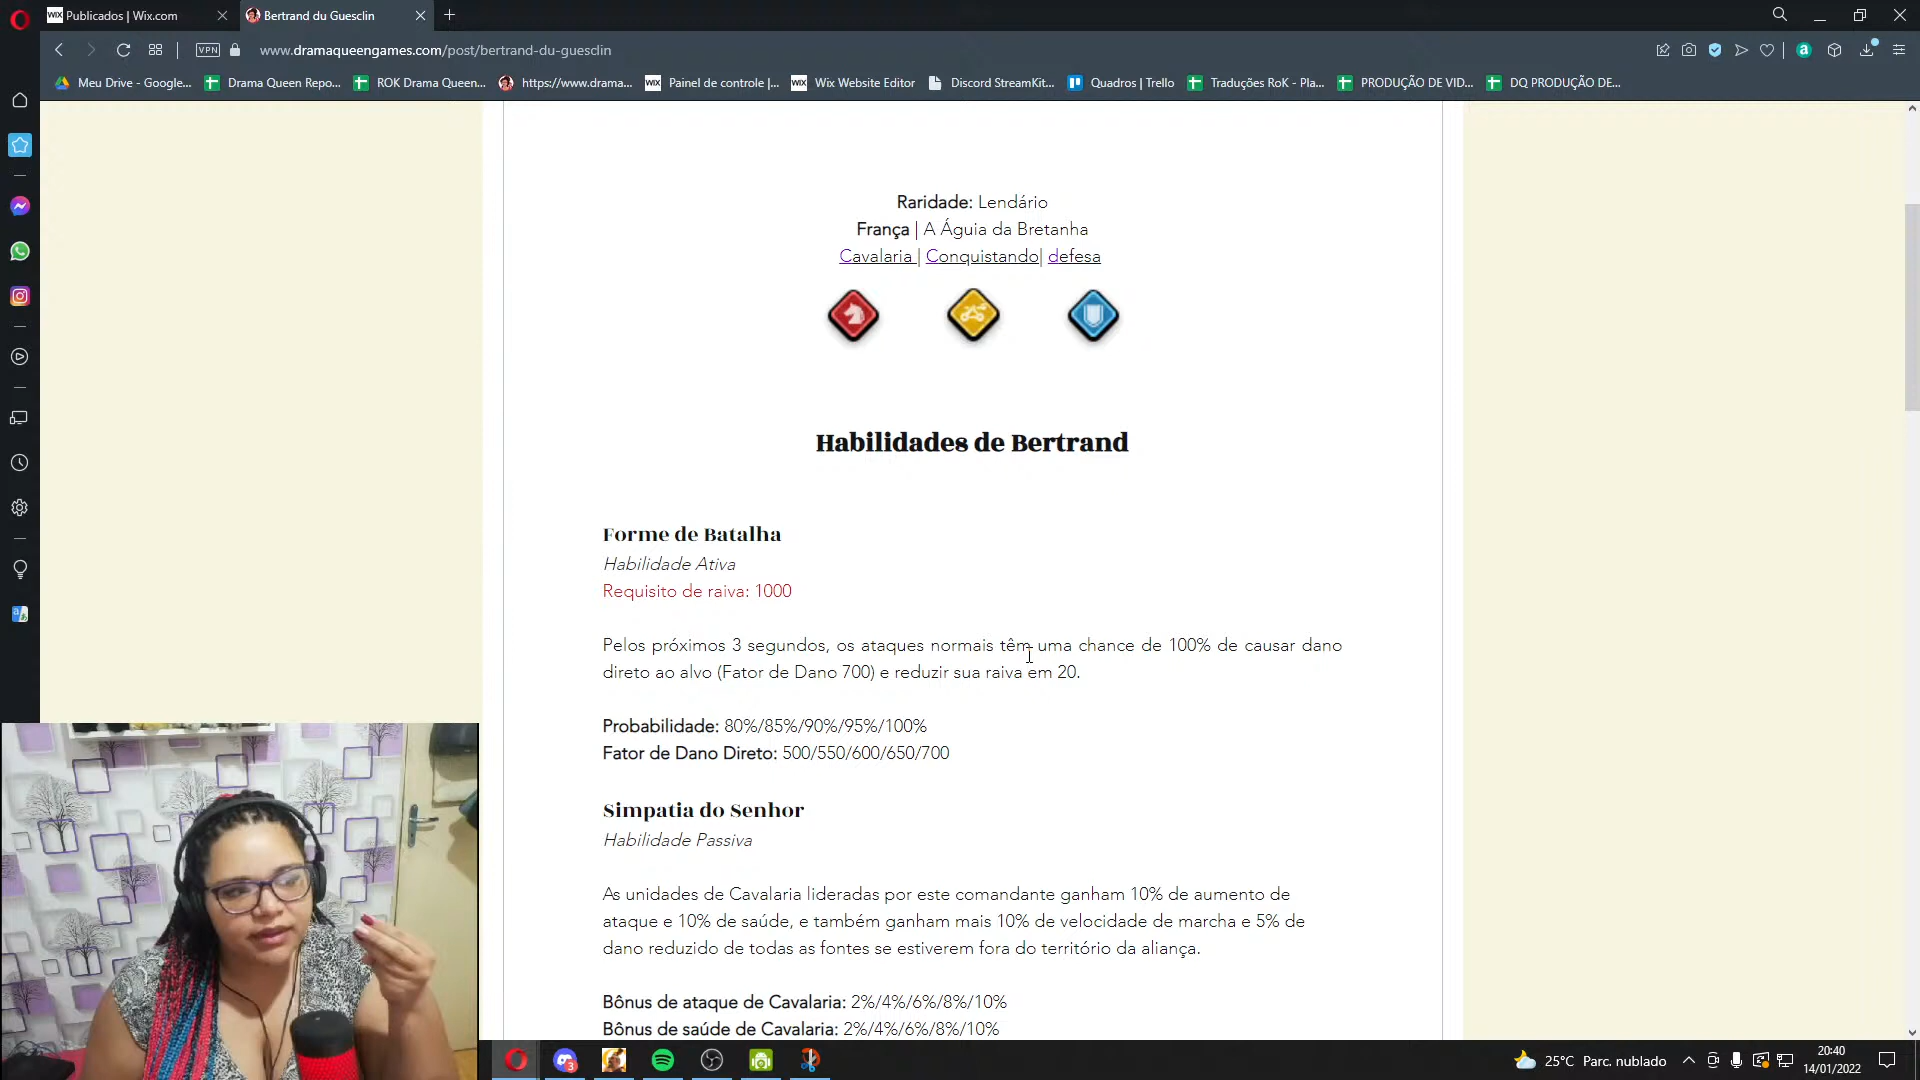 Publicados | Wix.com
Bertrand du Guesclin
VPN
www.dramaqueengames.com/post/bertrand-du-guesclin
Meu Drive - Google...
Drama Queen Repo...
ROK Drama Queen...
https://www.drama...
WIX
Painel de controle |...
WIX
Wix Website Editor
Discord StreamKit...
Quadros | Trello
Traduções RoK - Pla...
PRODUÇÃO DE VID...
DQ PRODUÇÃO DE...
Raridade: Lendário
França | A Águia da Bretanha
Cavalaria | Conquistando| defesa
Habilidades de Bertrand
Forme de Batalha
Habilidade Ativa
Requisito de raiva: 1000
Pelos próximos 3 segundos, os ataques normais têm uma chance de 100% de causar dano
direto ao alvo (Fator de Dano 700) e reduzir sua raiva em 20.
Probabilidade: 80%/85%/90%/95%/100%
Fator de Dano Direto: 500/550/600/650/700
Simpatia do Senhor
Habilidade Passiva
As unidades de Cavalaria lideradas por este comandante ganham 10% de aumento de
ataque e 10% de saúde, e também ganham mais 10% de velocidade de marcha e 5% de
dano reduzido de todas as fontes se estiverem fora do território da aliança.
Bônus de ataque de Cavalaria: 2%/4%/6%/8%/10%
Bônus de saúde de Cavalaria: 2%/4%/6%/8%/10%
3
25°C Parc. nublado
20:40
14/01/2022